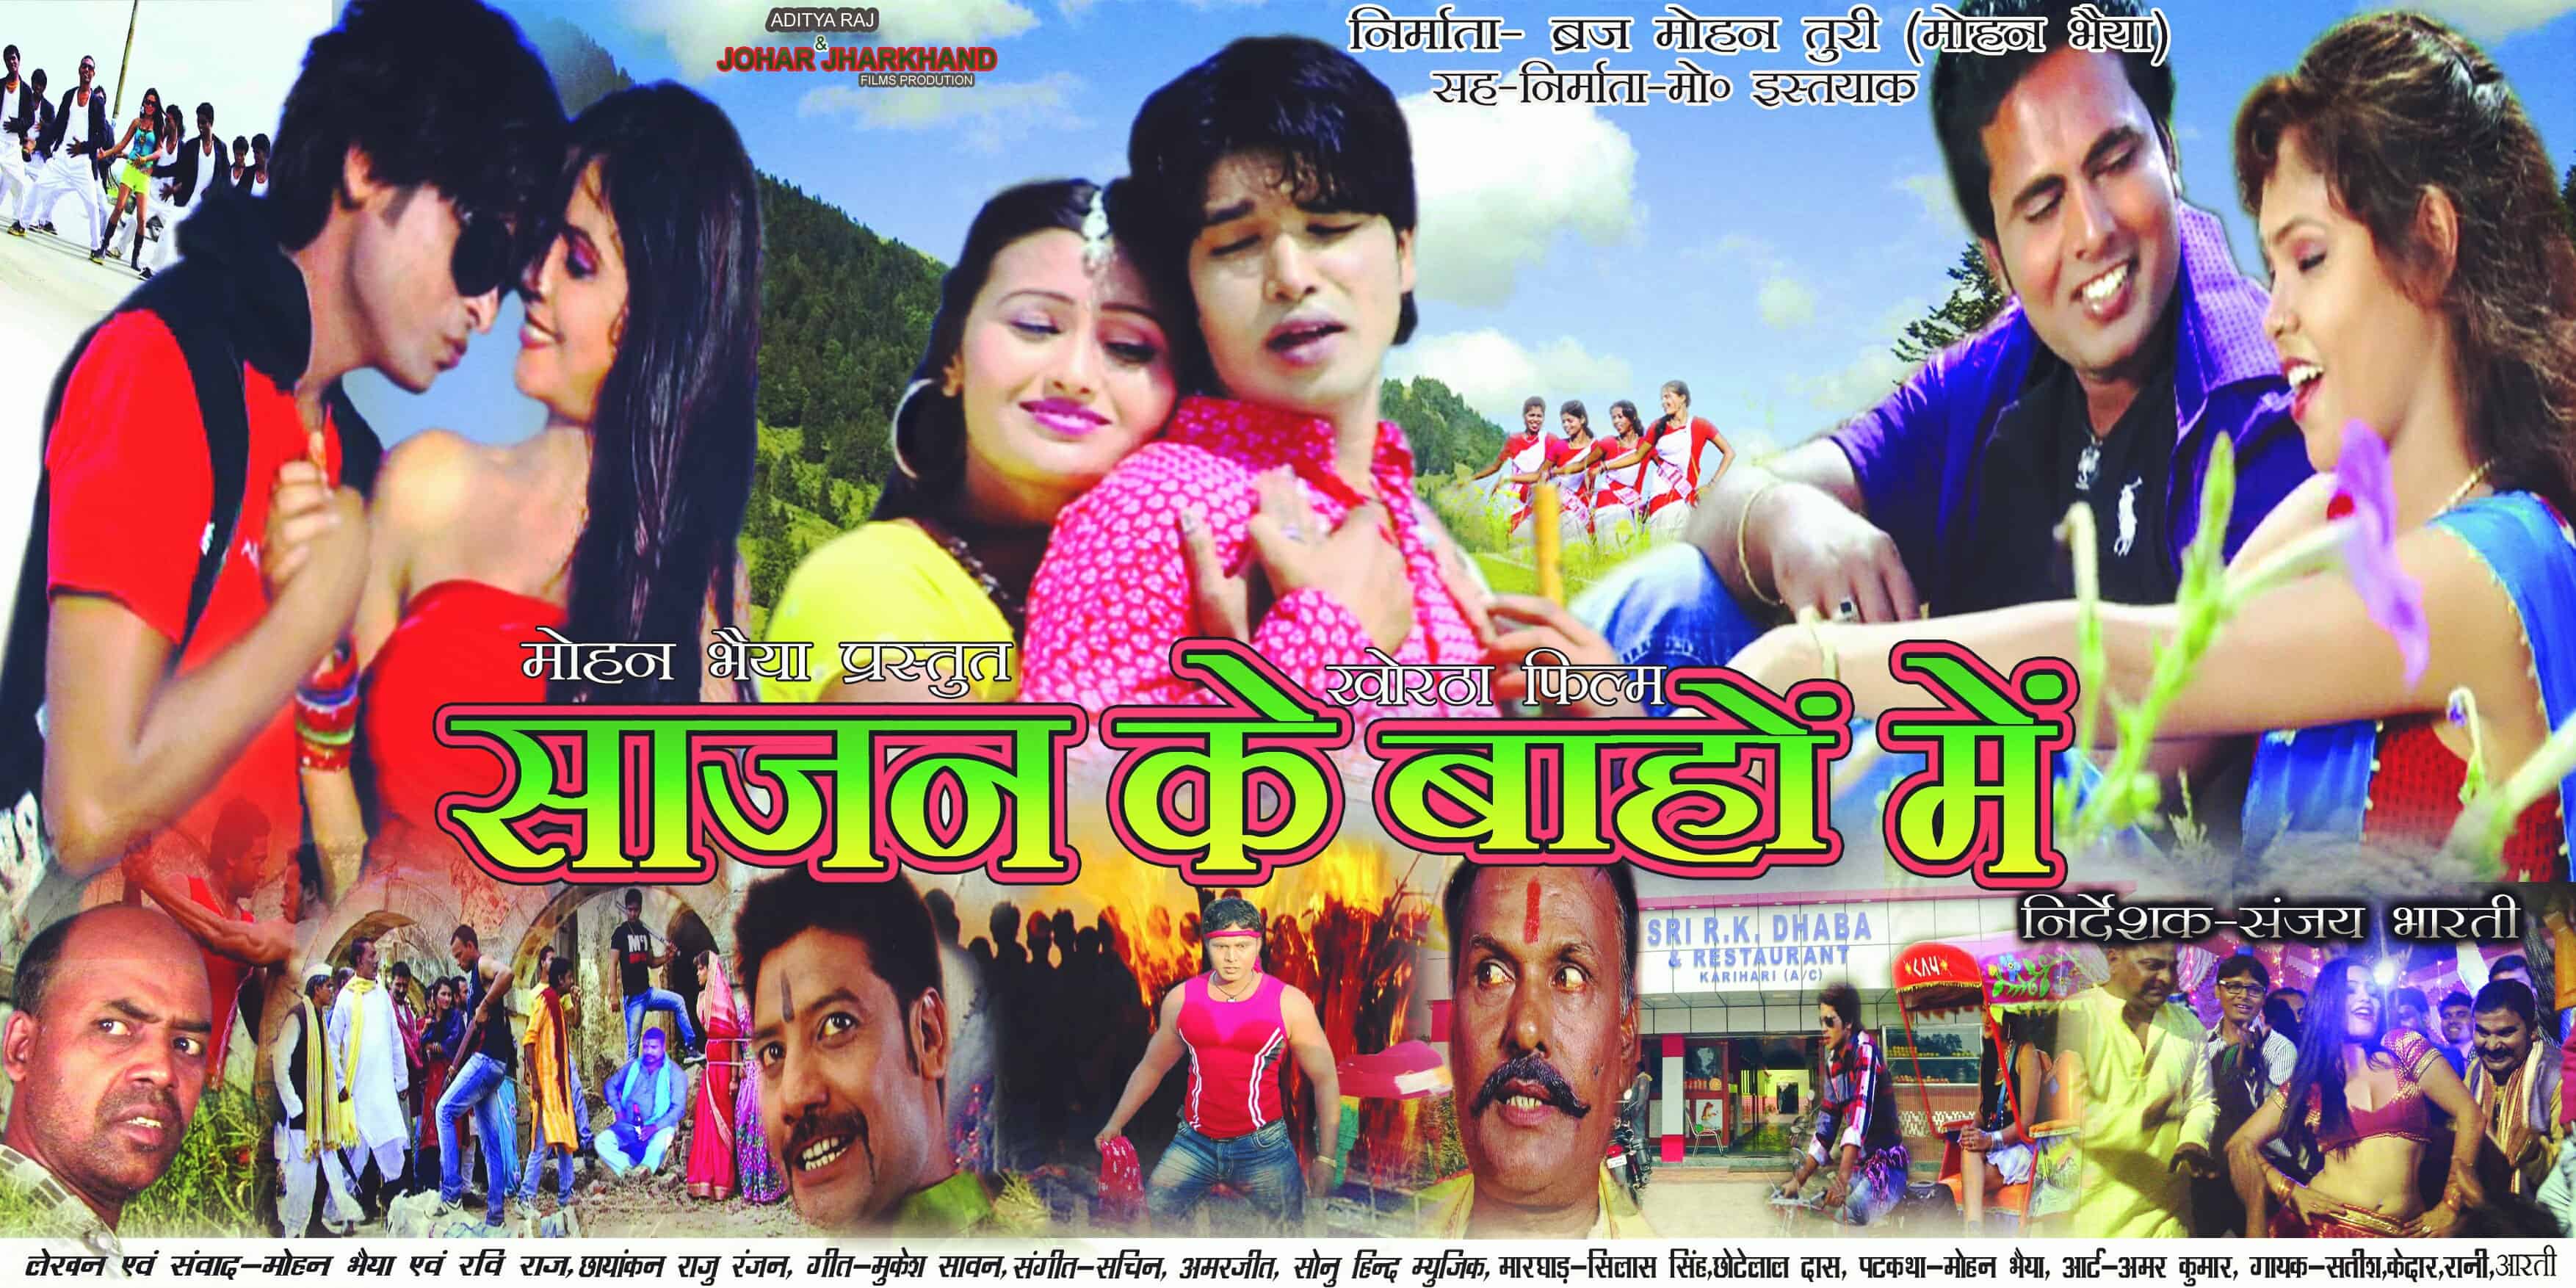 ADITYA RAJ
&
JOHAR JHARKHAND
FILMS PRODUTION
निर्माता- ब्रज मोहन तुरी (मोहन भैया)
सह-निर्माता-मो० इस्तयाक
मोहन भैया प्रस्तुत
खोरठा फिल्म
साजन के बाहों में
निर्देशक-संजय भारती
SRI R.K. DHABA
& RESTAURANT
KARIHARI (A/C)
लेखन एवं संवाद-मोहन भैया एवं रवि राज, छायांकन राजु रंजन, गीत-मुकेश सावन, संगीत-सचिन, अमरजीत, सोनु हिन्द म्युजिक, मारघाड़-सिलास सिंह,छोटेलाल दास, पटकथा-मोहन भैया, आर्ट-अमर कुमार, गायक-सतीश,केदार,रानी,आरती